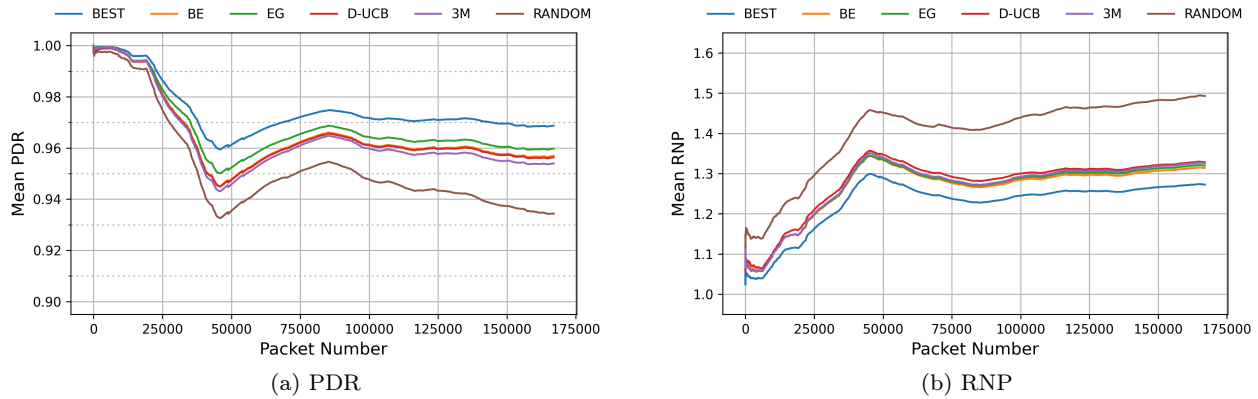 BEST BE EG D-UCB 3M RANDOM
1.00
0.98
0.96
0.94
0.92
0.90
Mean PDR
0 25000 50000 75000 100000 125000 150000 175000
Packet Number
(a) PDR
BEST BE EG D-UCB 3M RANDOM
1.6
1.5
1.4
1.3
1.2
1.1
1.0
Mean RNP
0 25000 50000 75000 100000 125000 150000 175000
Packet Number
(b) RNP